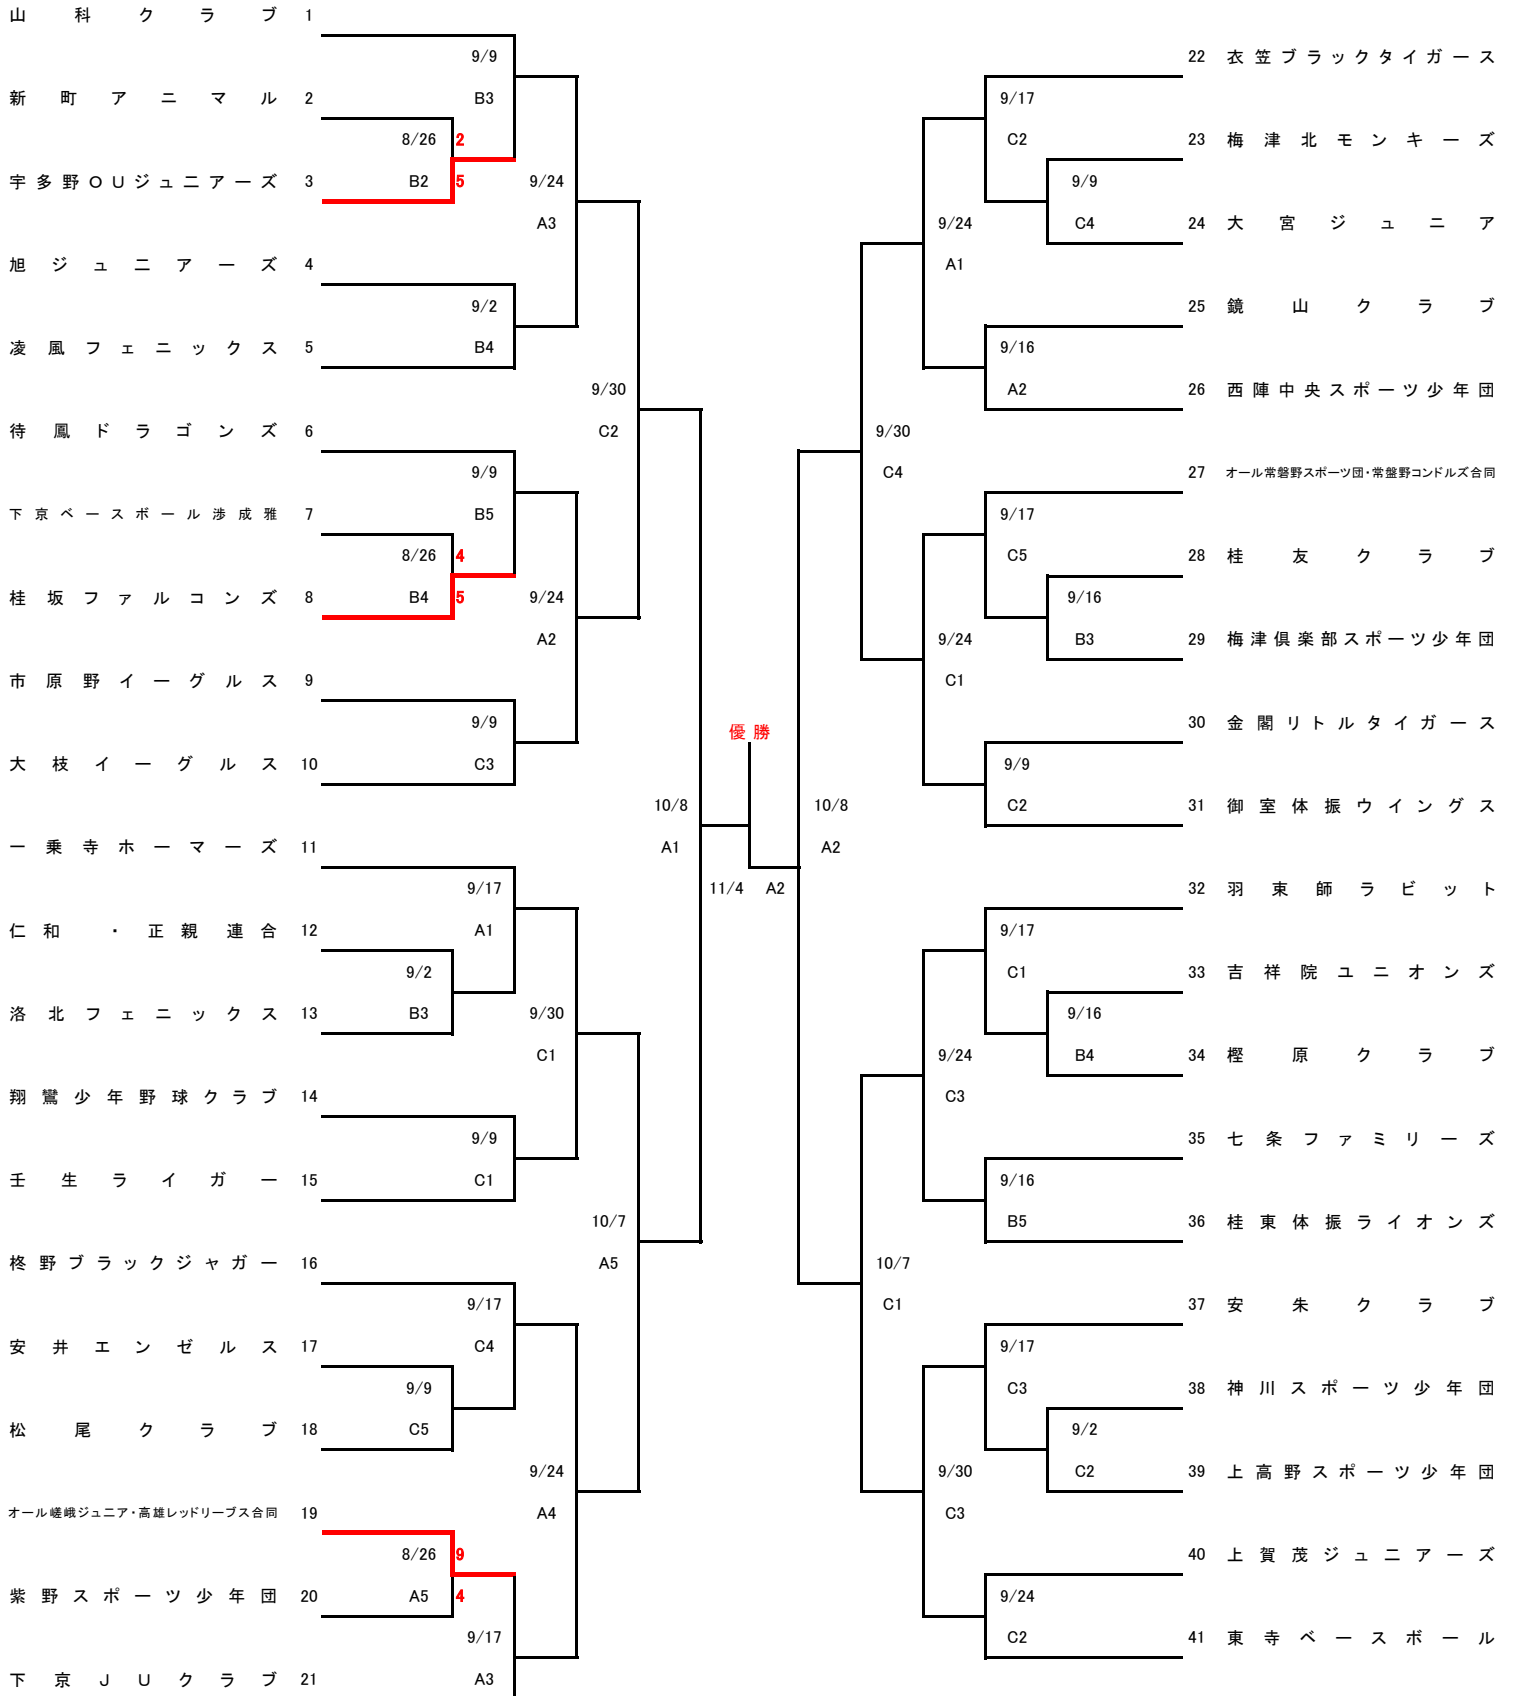 山科クラブ 1
9/9
B3
新町アニマル 2
8/26 2
B2 5
宇多野OUジュニアーズ 3
9/24
A3
旭ジュニアーズ 4
9/2
B4
凌風フェニックス 5
9/30
C2
待鳳ドラゴンズ 6
9/9
B5
下京ベースボール渉成雅 7
8/26 4
B4 5
桂坂ファルコンズ 8
9/24
A2
市原野イーグルス 9
9/9
C3
大枝イーグルス 10
10/8
A1
一乗寺ホーマーズ 11
9/17
A1
仁和・正親連合 12
9/2
B3
洛北フェニックス 13
9/30
C1
翔鸞少年野球クラブ 14
9/9
C1
壬生ライガー 15
10/7
A5
柊野ブラックジャガー 16
9/17
C4
安井エンゼルス 17
9/9
C5
松尾クラブ 18
9/24
A4
オール嵯峨ジュニア・高雄レッドリーブス合同 19
8/26 9
A5 4
紫野スポーツ少年団 20
9/17
A3
下京JUクラブ 21
優勝
11/4 A2
22 衣笠ブラックタイガース
9/17
C2
23 梅津北モンキーズ
9/9
C4
24 大宮ジュニア
9/24
A1
25 鏡山クラブ
9/16
A2
26 西陣中央スポーツ少年団
9/30
C4
27 オール常磐野スポーツ団・常盤野コンドルズ合同
9/17
C5
28 桂友クラブ
9/16
B3
29 梅津倶楽部スポーツ少年団
9/24
C1
30 金閣リトルタイガース
9/9
C2
31 御室体振ウイングス
10/8
A2
32 羽束師ラビット
9/17
C1
33 吉祥院ユニオンズ
9/16
B4
34 樫原クラブ
9/24
C3
35 七条ファミリーズ
9/16
B5
36 桂東体振ライオンズ
10/7
C1
37 安朱クラブ
9/17
C3
38 神川スポーツ少年団
9/2
C2
39 上高野スポーツ少年団
9/30
C3
40 上賀茂ジュニアーズ
9/24
C2
41 東寺ベースボール